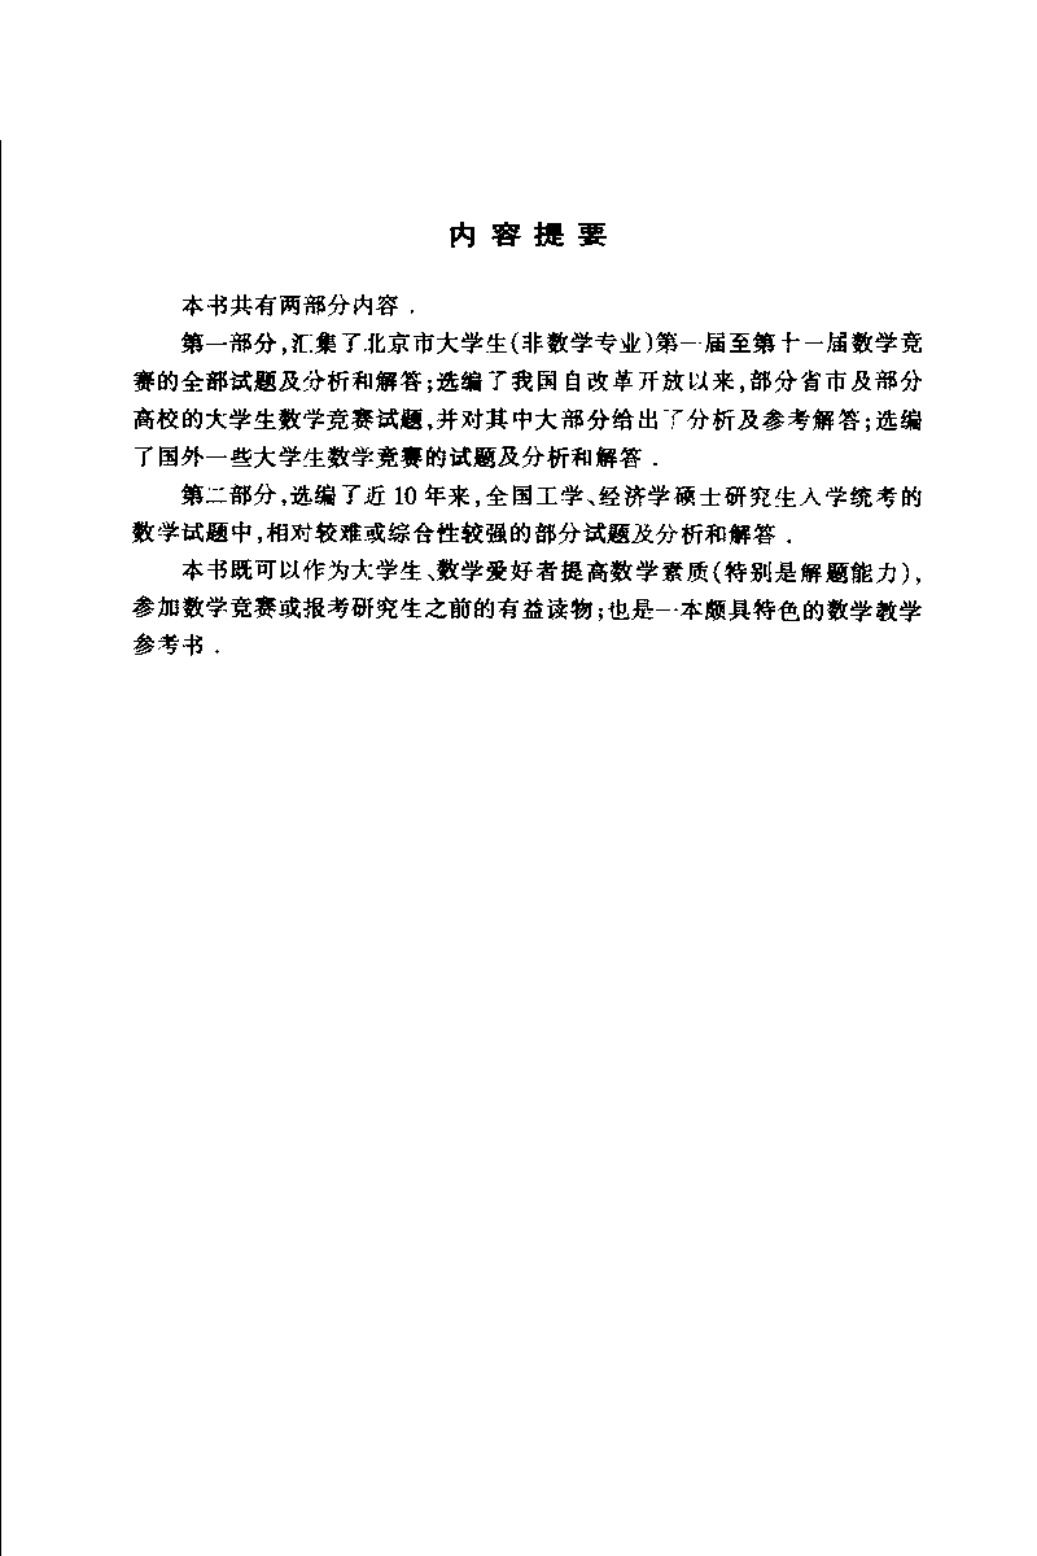 内容提要
本书共有两部分内容．
第一部分,汇集了北京市大学生(非数学专业)第一届至第十一届数学竞
赛的全部试题及分析和解答;选编了我国自改革开放以来,部分省市及部分
高校的大学生数学竞赛试题,并对其中大部分给出了分析及参考解答;选编
了国外一些大学生数学竞赛的试题及分析和解答．
第二部分,选编了近 10 年来,全国工学、经济学硕士研究生入学统考的
数学试题中,相对较难或综合性较强的部分试题及分析和解答．
本书既可以作为大学生、数学爱好者提高数学素质(特别是解题能力),
参加数学竞赛或报考研究生之前的有益读物;也是一本颇具特色的数学教学
参考书．